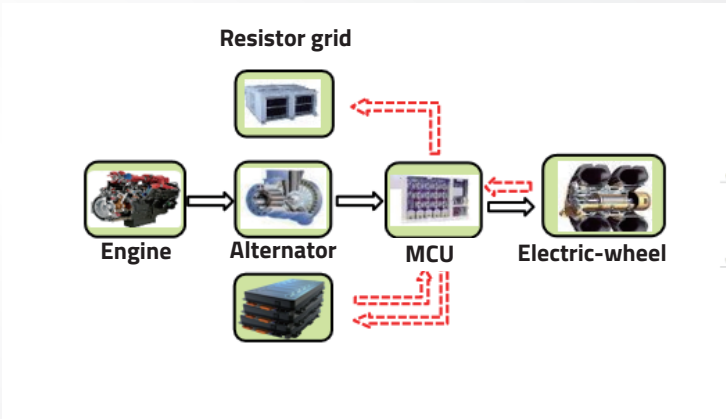 Resistor grid
Engine
Alternator
MCU
Electric-wheel